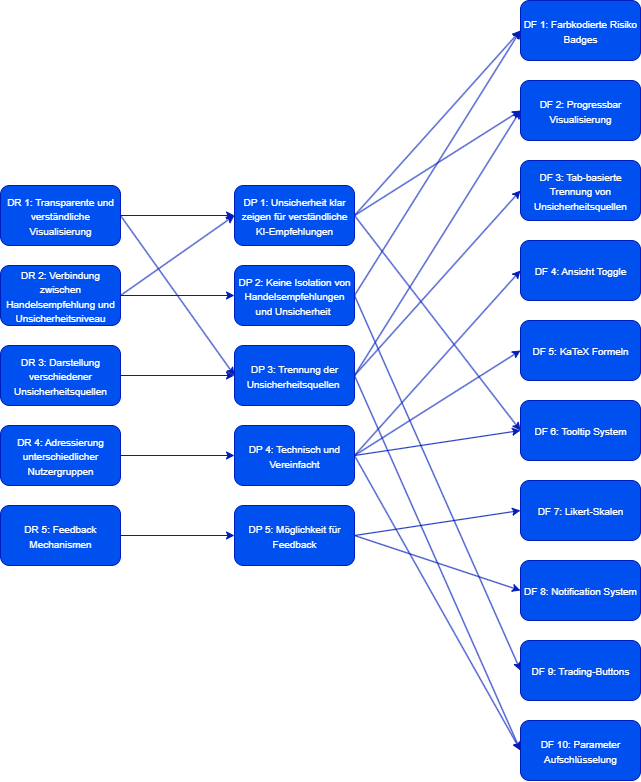 DR 1: Transparente und
verständliche
Visualisierung
DR 2: Verbindung
zwischen
Handelsempfehlung und
Unsicherheitsniveau
DR 3: Darstellung
verschiedener
Unsicherheitsquellen
DR 4: Adressierung
unterschiedlicher
Nutzergruppen
DR 5: Feedback
Mechanismen
DP 1: Unsicherheit klar
zeigen für verständliche
KI-Empfehlungen
DP 2: Keine Isolation von
Handelsempfehlungen
und Unsicherheit
DP 3: Trennung der
Unsicherheitsquellen
DP 4: Technisch und
Vereinfacht
DP 5: Möglichkeit für
Feedback
DF 1: Farbkodierte Risiko
Badges
DF 2: Progressbar
Visualisierung
DF 3: Tab-basierte
Trennung von
Unsicherheitsquellen
DF 4: Ansicht Toggle
DF 5: KaTeX Formeln
DF 6: Tooltip System
DF 7: Likert-Skalen
DF 8: Notification System
DF 9: Trading-Buttons
DF 10: Parameter
Aufschlüsselung